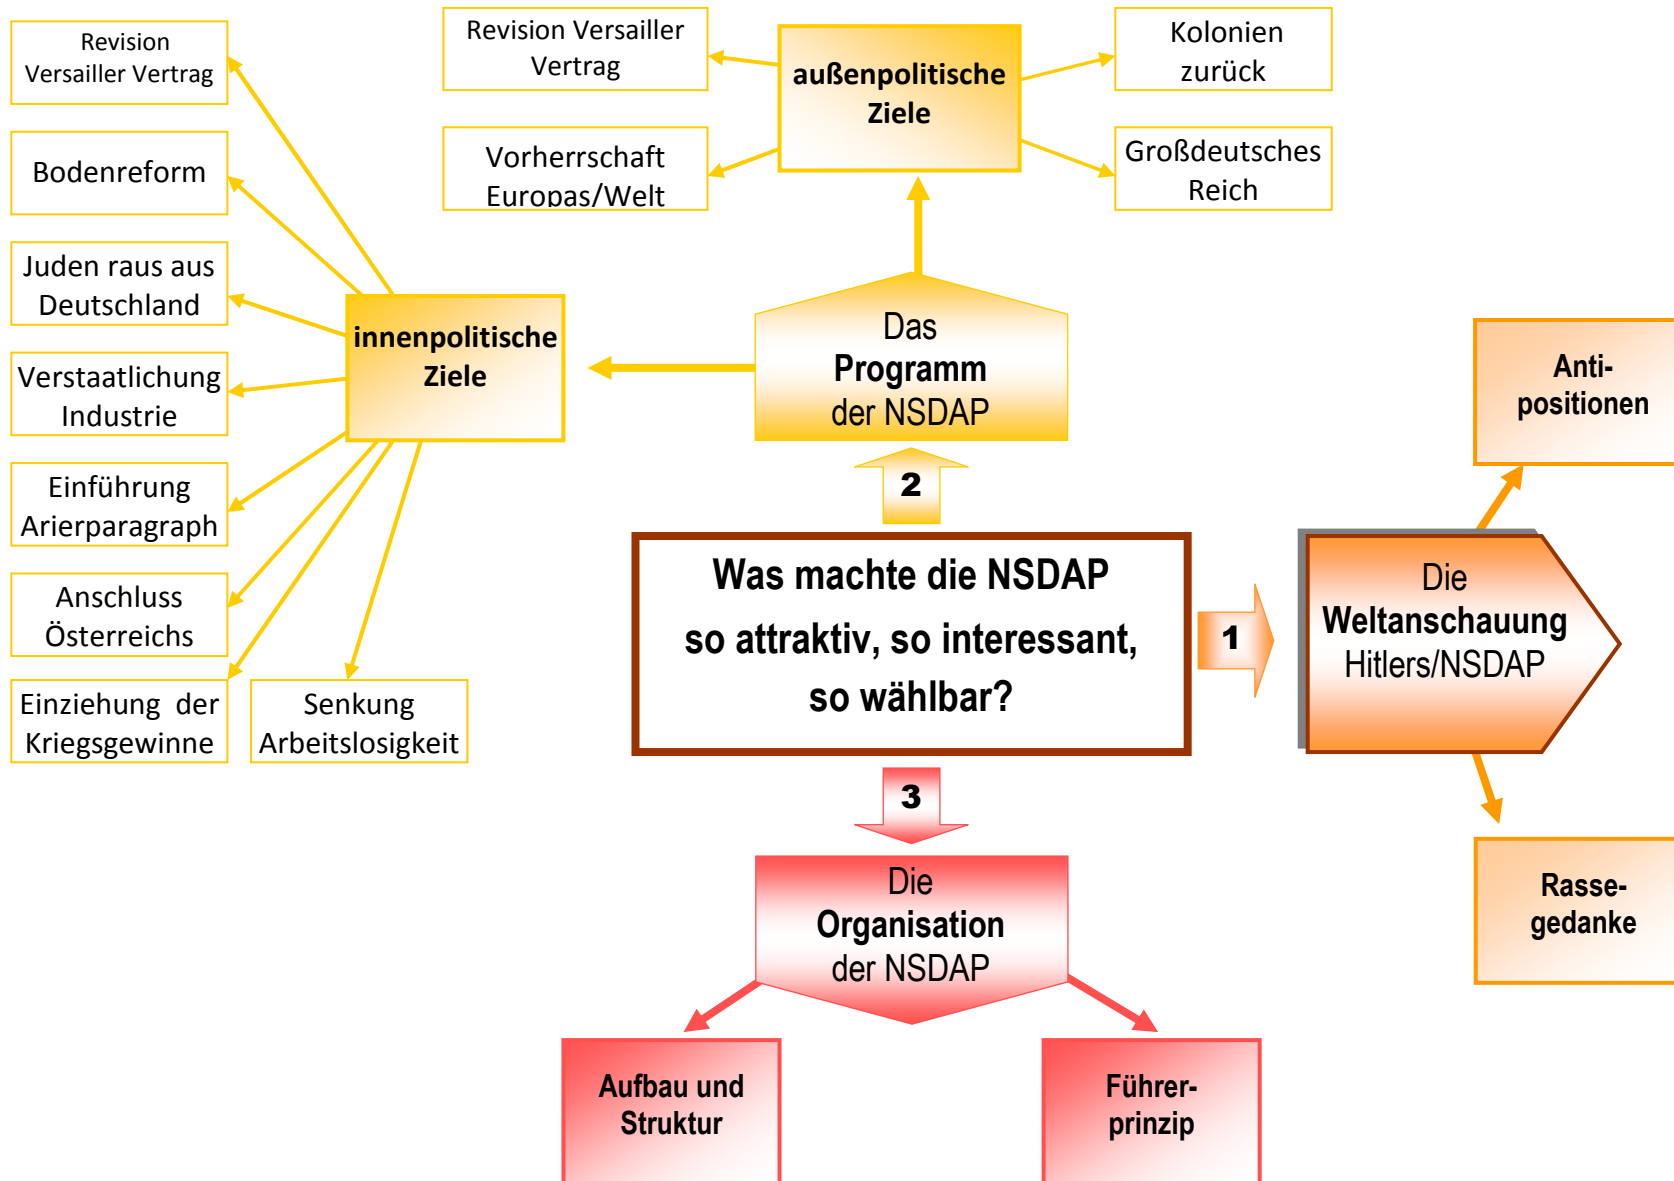 Revision
Versailler Vertrag
Bodenreform
Juden raus aus
Deutschland
Verstaatlichung
Industrie
Einführung
Arierparagraph
Anschluss
Österreichs
Einziehung der
Kriegsgewinne
Senkung
Arbeitslosigkeit
innenpolitische
Ziele
Revision Versailler
Vertrag
Vorherrschaft
Europas/Welt
außenpolitische
Ziele
Kolonien
zurück
Großdeutsches
Reich
Das
Programm
der NSDAP
2
Was machte die NSDAP
so attraktiv, so interessant,
so wählbar?
1
Die
Weltanschauung
Hitlers/NSDAP
Anti-
positionen
Rasse-
gedanke
3
Die
Organisation
der NSDAP
Aufbau und
Struktur
Führer-
prinzip